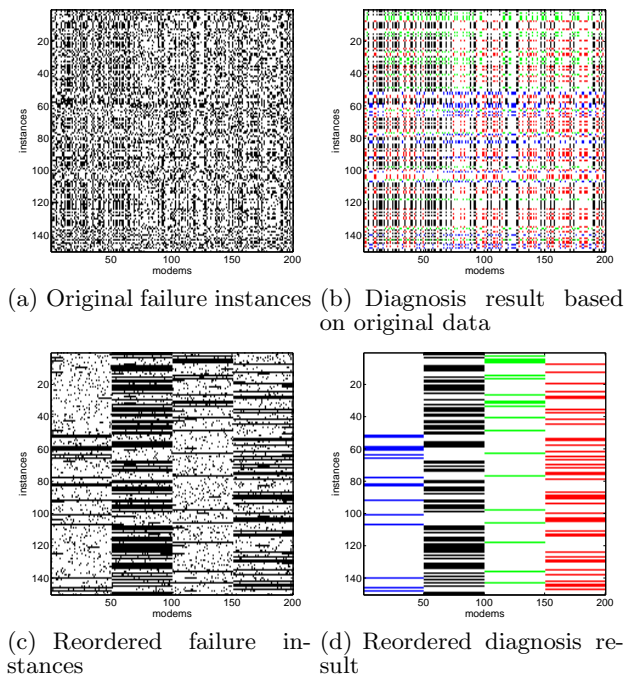 20
40
60
80
100
120
140
instances
50 100 150 200
modems
20
40
60
80
100
120
140
instances
50 100 150 200
modems
(a) Original failure instances
(b) Diagnosis result based
on original data
20
40
60
80
100
120
140
instances
50 100 150 200
modems
20
40
60
80
100
120
140
instances
50 100 150 200
modems
(c) Reordered failure in-
stances
(d) Reordered diagnosis re-
sult